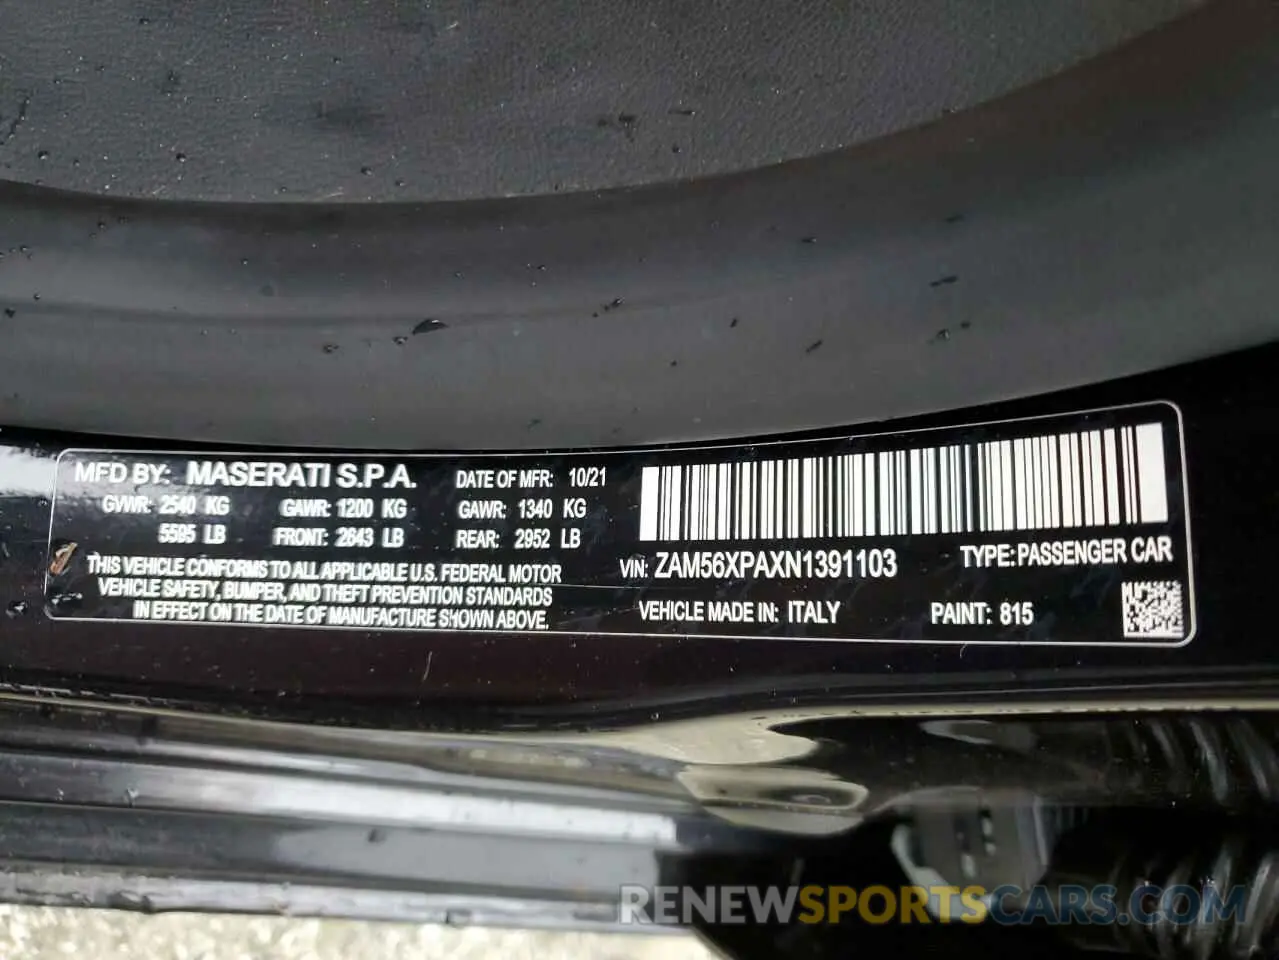 MFD BY: MASERATI S.P.A. DATE OF MFR: 10/21
GVWR: 2540 KG GAWR: 1200 KG GAWR: 1340 KG
5595 LB FRONT: 2643 LB REAR: 2952 LB
THIS VEHICLE CONFORMS TO ALL APPLICABLE U.S. FEDERAL MOTOR
VEHICLE SAFETY, BUMPER, AND THEFT PREVENTION STANDARDS
IN EFFECT ON THE DATE OF MANUFACTURE SHOWN ABOVE.
VIN: ZAM56XPAXN1391103 TYPE: PASSENGER CAR
VEHICLE MADE IN: ITALY PAINT: 815
RENEWSPORTSCARS.COM